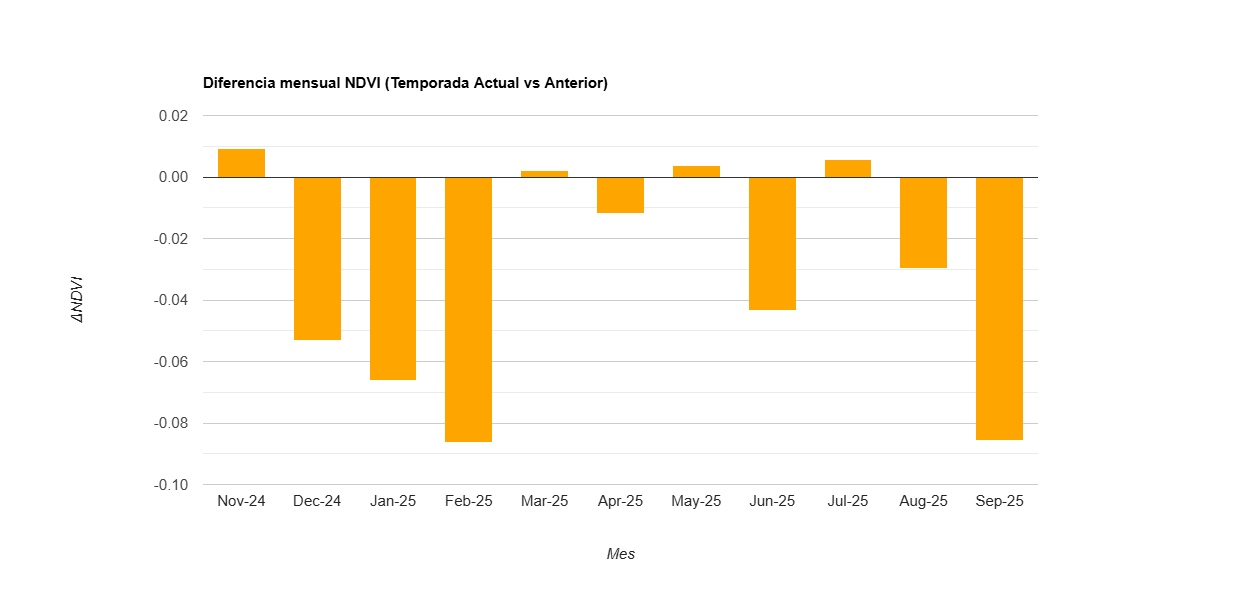 Diferencia mensual NDVI (Temporada Actual vs Anterior)
0.02
0.00
-0.02
-0.04
-0.06
-0.08
-0.10
ΔNDVI
Nov-24 Dec-24 Jan-25 Feb-25 Mar-25 Apr-25 May-25 Jun-25 Jul-25 Aug-25 Sep-25
Mes